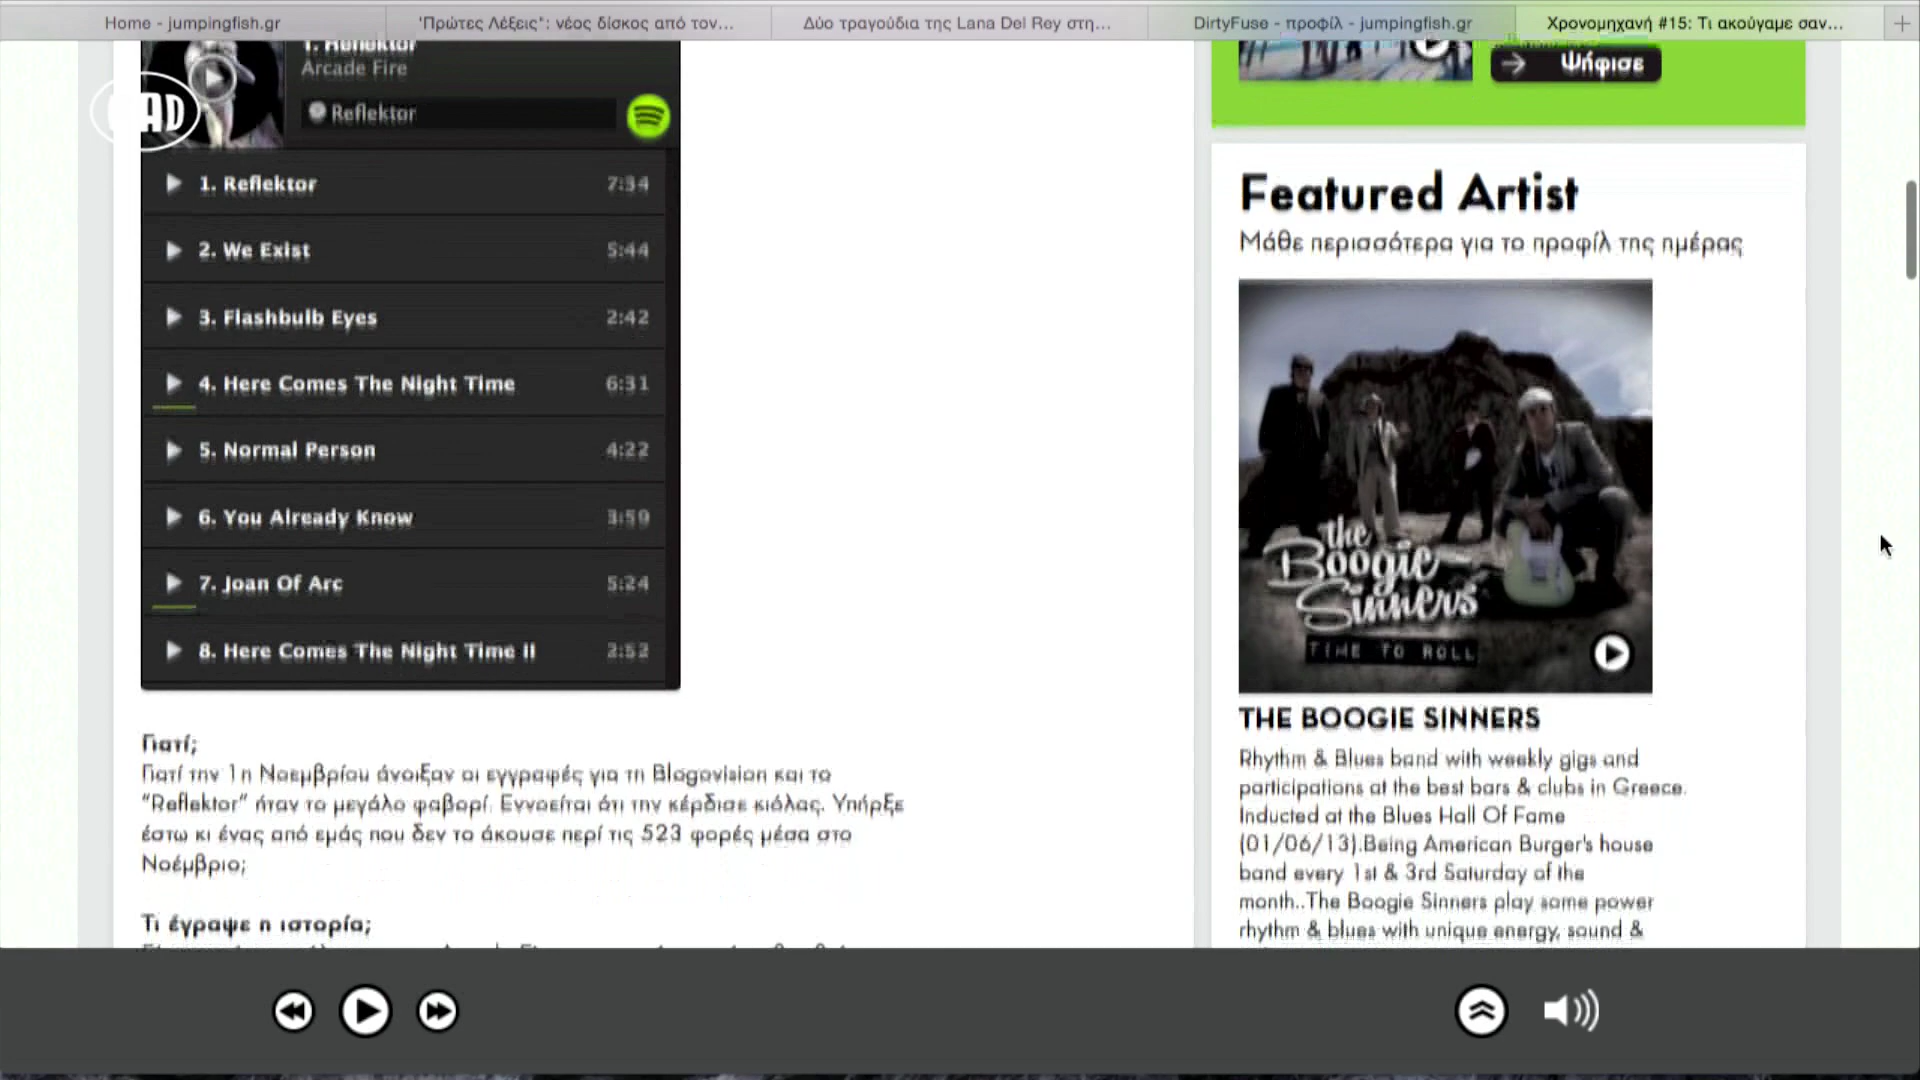 Home - jumpingfish.gr
"Πρώτες Λέξεις": νέος δίσκος από τον...
Δύο τραγούδια της Lana Del Rey στη...
DirtyFuse - προφίλ - jumpingfish.gr
Χρονομηχανή #15: Τι ακούγαμε σαν...
MAD
1. Reflektor
Arcade Fire
Reflektor
1. Reflektor 7:34
2. We Exist 5:44
3. Flashbulb Eyes 2:42
4. Here Comes The Night Time 6:31
5. Normal Person 4:22
6. You Already Know 3:59
7. Joan Of Arc 5:24
8. Here Comes The Night Time II 2:52
Γιατί;
Γιατί την 1η Νοεμβρίου άνοιξαν οι εγγραφές για τη Blogovision και το
"Reflektor" ήταν το μεγάλο φαβορί. Εννοείται ότι την κέρδισε κιόλας. Υπήρξε
έστω κι ένας από εμάς που δεν το άκουσε περί τις 523 φορές μέσα στο
Νοέμβριο;
Τι έγραψε η ιστορία;
Ψήφισε
Featured Artist
Μάθε περισσότερα για το προφίλ της ημέρας
the
Boogie
Sinners
TIME TO ROLL
THE BOOGIE SINNERS
Rhythm & Blues band with weekly gigs and
participations at the best bars & clubs in Greece.
Inducted at the Blues Hall Of Fame
(01/06/13).Being American Burger's house
band every 1st & 3rd Saturday of the
month..The Boogie Sinners play some power
rhythm & blues with unique energy, sound &